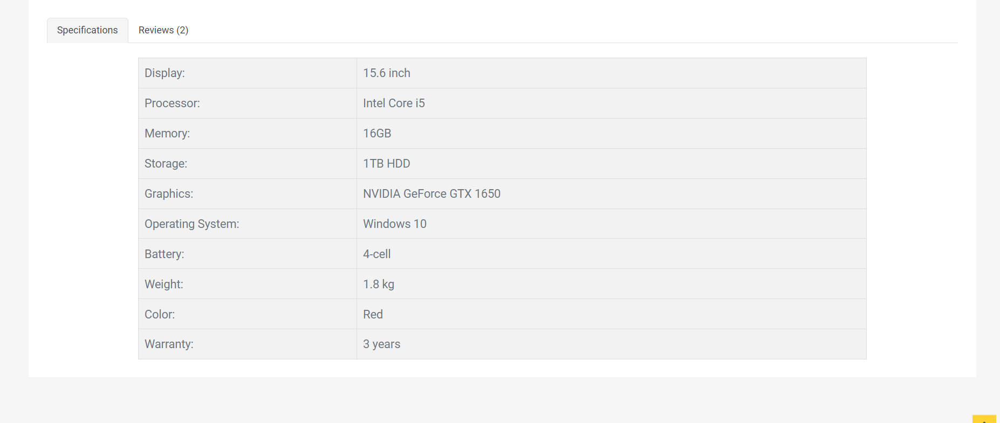 Specifications Reviews (2)
Display: 15.6 inch
Processor: Intel Core i5
Memory: 16GB
Storage: 1TB HDD
Graphics: NVIDIA GeForce GTX 1650
Operating System: Windows 10
Battery: 4-cell
Weight: 1.8 kg
Color: Red
Warranty: 3 years